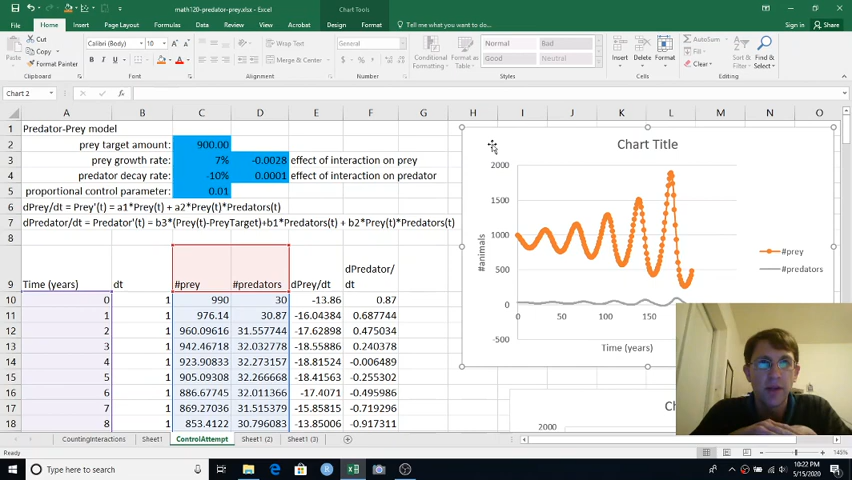 math120-predator-prey.xlsx - Excel
Chart Tools
Sign in
Share
File Home Insert Page Layout Formulas Data Review View Acrobat Design Format Tell me what you want to do
Cut
Copy
Paste
Format Painter
Clipboard
Calibri (Body) 10
Font
Wrap Text
Merge & Center
Alignment
General
Number
Conditional Formatting
Format as Table
Normal Bad
Good
Styles
Insert Delete Format
Cells
AutoSum
Fill
Clear
Sort & Filter
Find & Select
Editing
Chart 2
A B C D E F G H I J K L M N O
1 Predator-Prey model
2 prey target amount: 900.00
3 prey growth rate: 7% -0.0028 effect of interaction on prey
4 predator decay rate: -10% 0.0001 effect of interaction on predator
5 proportional control parameter: 0.01
6 dPrey/dt = Prey'(t) = a1*Prey(t) + a2*Prey(t)*Predators(t)
7 dPredator/dt = Predator'(t) = b3*(Prey(t)-PreyTarget)+b1*Predators(t) + b2*Prey(t)*Predators(t)
8
9 Time (years) dt #prey #predators dPrey/dt dPredator/dt
10 0 1 990 30 -13.86 0.87
11 1 1 976.14 30.87 -16.04384 0.687744
12 2 1 960.09616 31.557744 -17.62898 0.475034
13 3 1 942.46718 32.032778 -18.55886 0.240378
14 4 1 923.90833 32.273157 -18.81524 -0.006489
15 5 1 905.09308 32.266668 -18.41563 -0.255302
16 6 1 886.67745 32.011366 -17.4071 -0.495986
17 7 1 869.27036 31.515379 -15.85815 -0.719296
18 8 1 853.4122 30.796083 -13.85006 -0.917311
Chart Title
2000
1500
1000
500
0
-500
#animals
0 50 100 150
Time (years)
#prey
#predators
2000
CountingInteractions Sheet1 ControlAttempt Sheet1 (2) Sheet1 (3)
145%
Type here to search
10:22 PM
5/15/2020